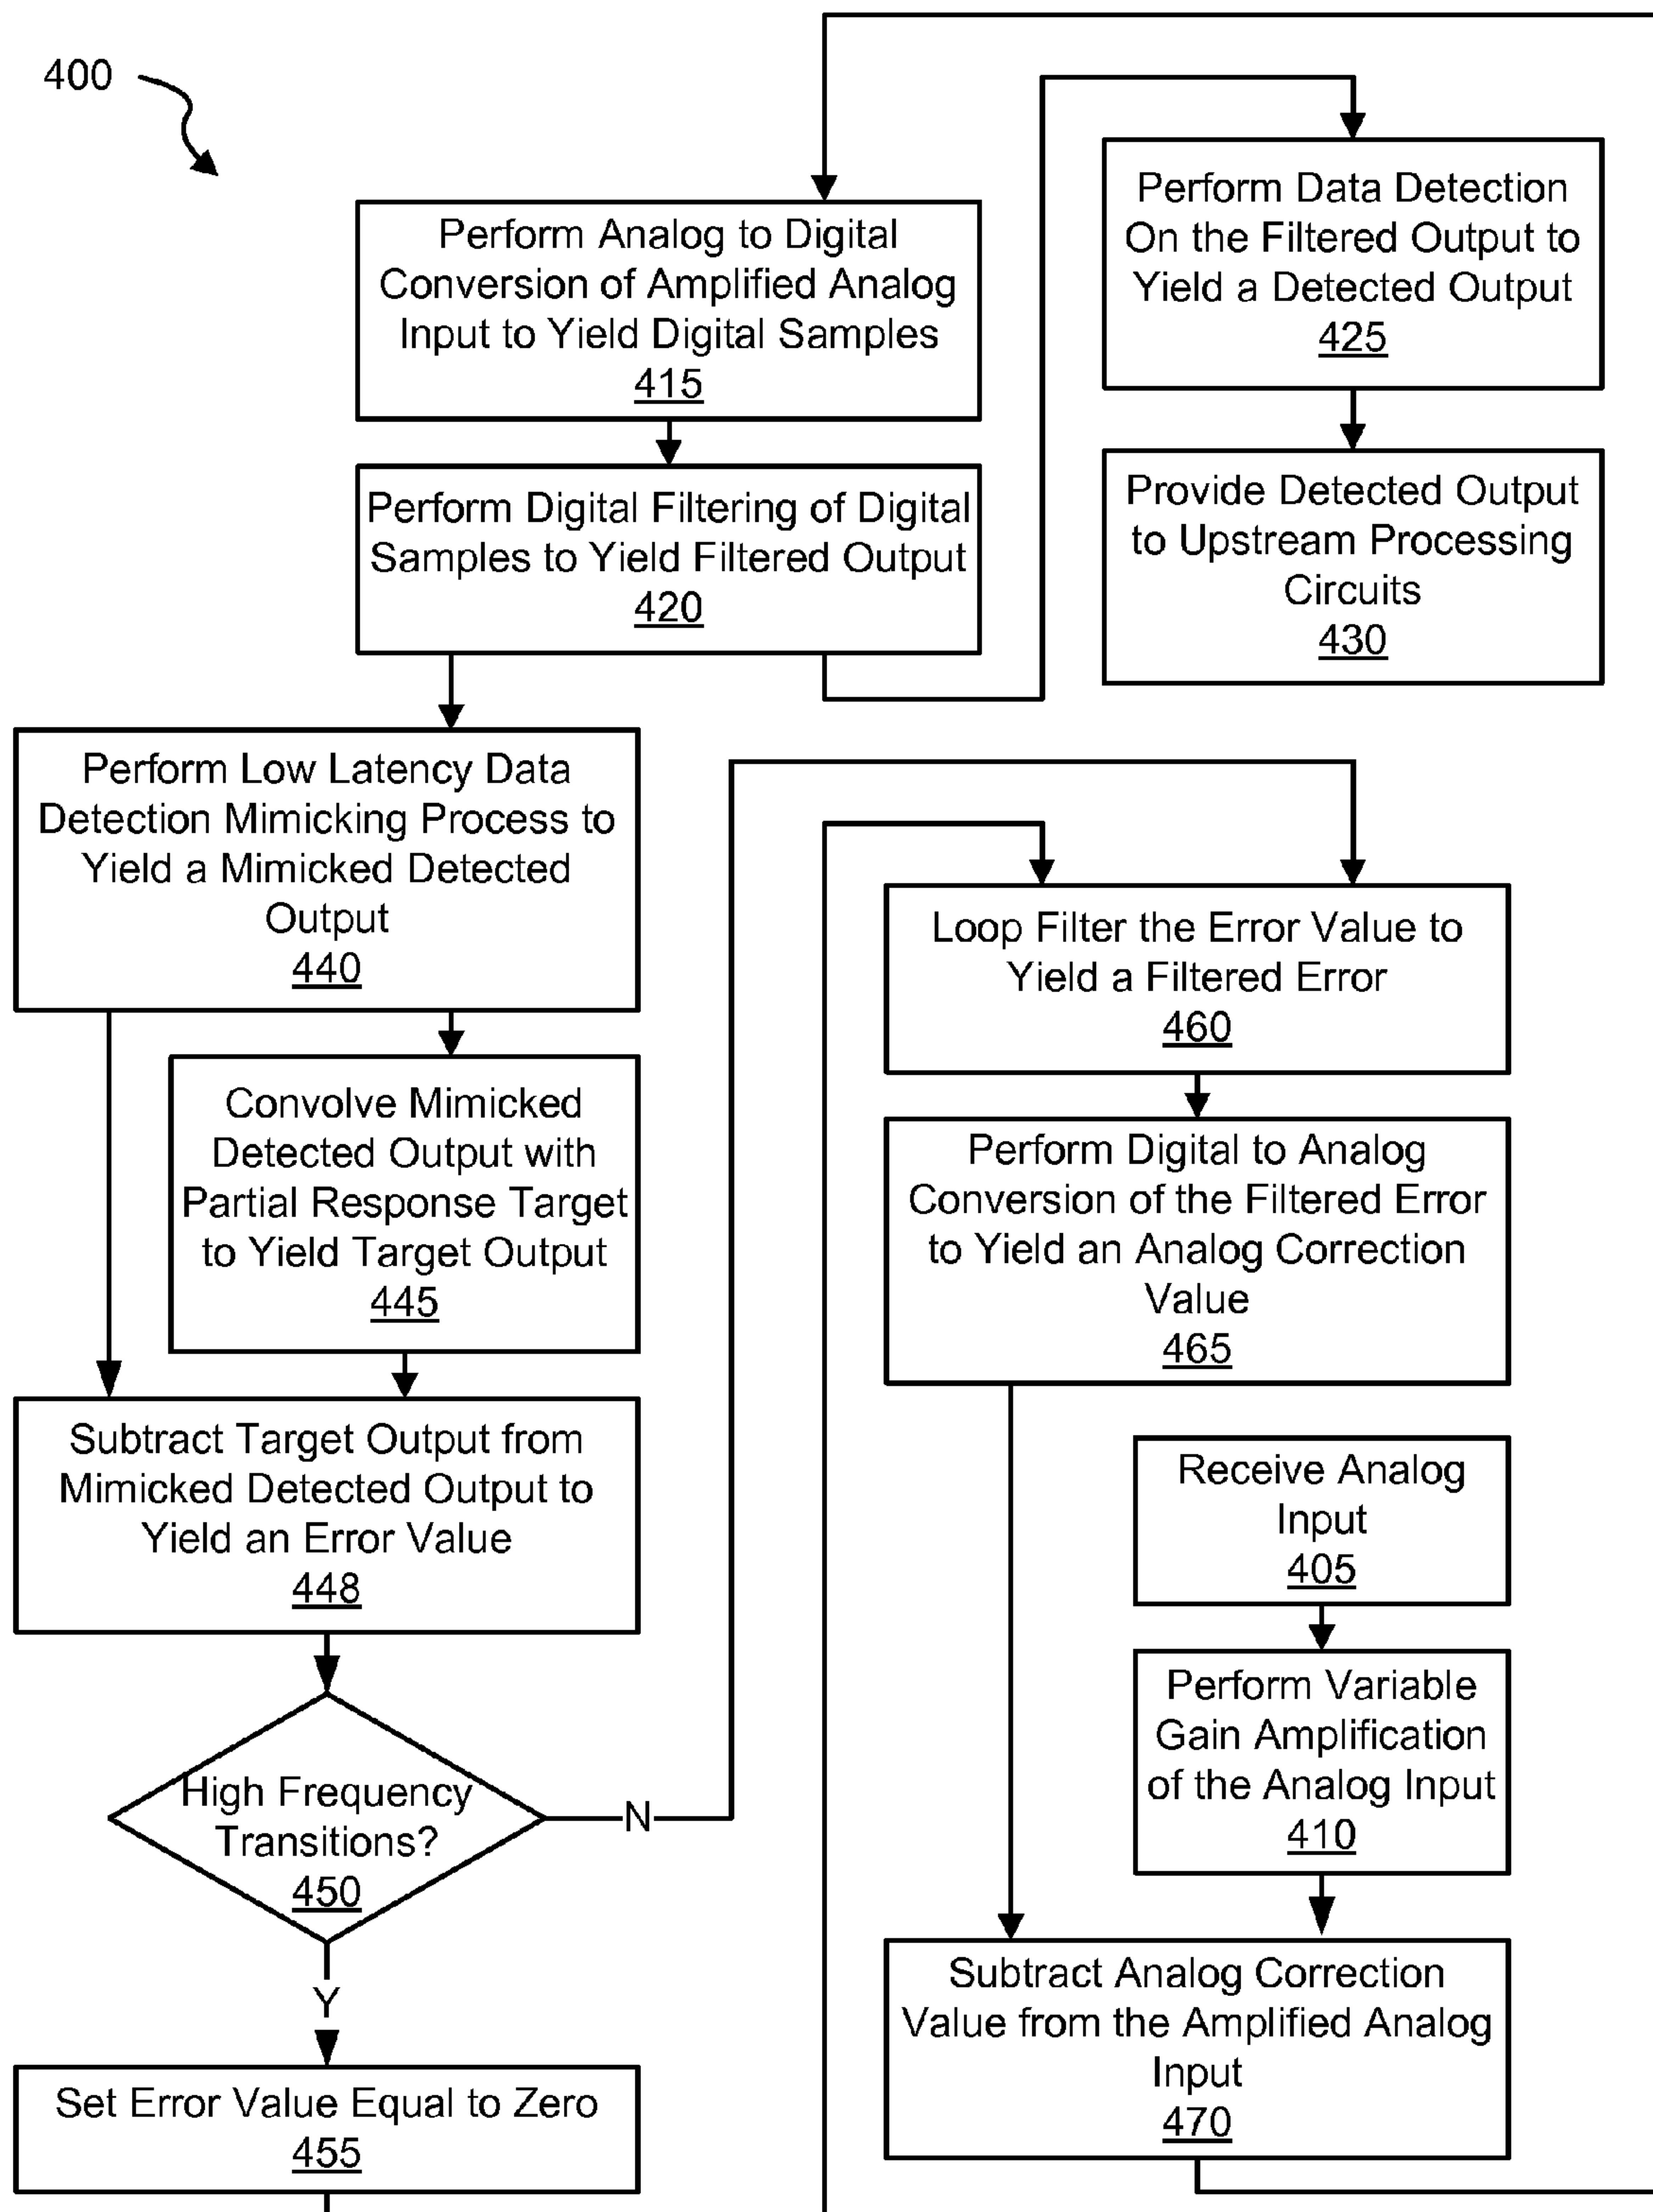 400
Perform Analog to Digital
Conversion of Amplified Analog
Input to Yield Digital Samples
415
Perform Digital Filtering of Digital
Samples to Yield Filtered Output
420
Perform Data Detection
On the Filtered Output to
Yield a Detected Output
425
Provide Detected Output
to Upstream Processing
Circuits
430
Perform Low Latency Data
Detection Mimicking Process to
Yield a Mimicked Detected
Output
440
Convolve Mimicked
Detected Output with
Partial Response Target
to Yield Target Output
445
Subtract Target Output from
Mimicked Detected Output to
Yield an Error Value
448
High Frequency
Transitions?
450
N
Y
Set Error Value Equal to Zero
455
Loop Filter the Error Value to
Yield a Filtered Error
460
Perform Digital to Analog
Conversion of the Filtered Error
to Yield an Analog Correction
Value
465
Receive Analog
Input
405
Perform Variable
Gain Amplification
of the Analog Input
410
Subtract Analog Correction
Value from the Amplified Analog
Input
470